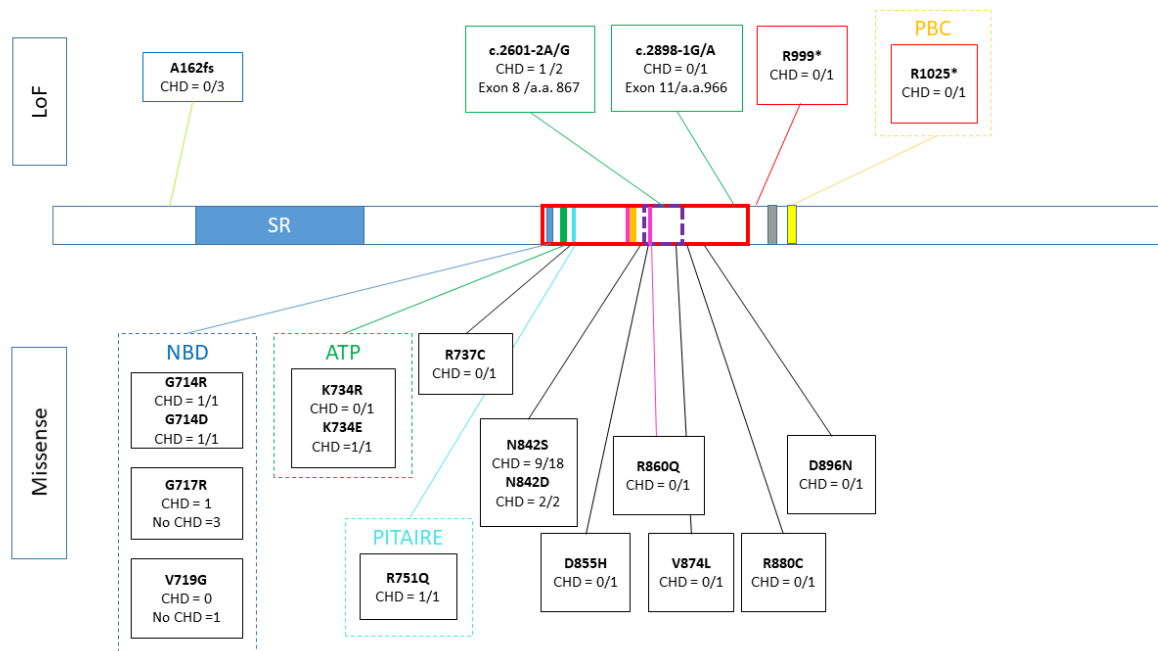 LoF
A162fs
CHD = 0/3
c.2601-2A/G
CHD = 1 /2
Exon 8 /a.a. 867
c.2898-1G/A
CHD = 0/1
Exon 11/a.a.966
R999*
CHD = 0/1
PBC
R1025*
CHD = 0/1
SR
Missense
NBD
G714R
CHD = 1/1
G714D
CHD = 1/1
G717R
CHD = 1
No CHD =3
V719G
CHD = 0
No CHD =1
ATP
K734R
CHD = 0/1
K734E
CHD =1/1
R737C
CHD = 0/1
PITAIRE
R751Q
CHD = 1/1
N842S
CHD = 9/18
N842D
CHD = 2/2
D855H
CHD = 0/1
R860Q
CHD = 0/1
V874L
CHD = 0/1
R880C
CHD = 0/1
D896N
CHD = 0/1